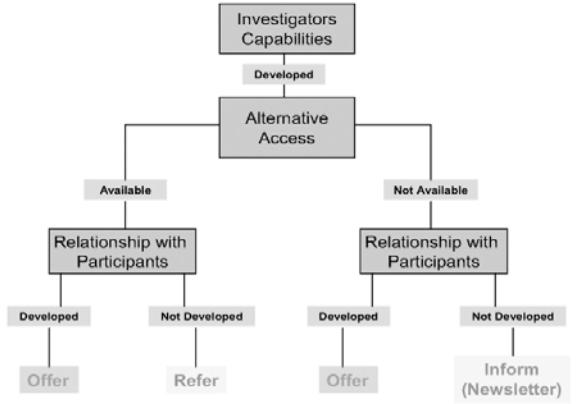 Investigators
Capabilities
Developed
Alternative
Access
Available
Not Available
Relationship with
Participants
Relationship with
Participants
Developed
Not Developed
Developed
Not Developed
Offer
Refer
Offer
Inform
(Newsletter)